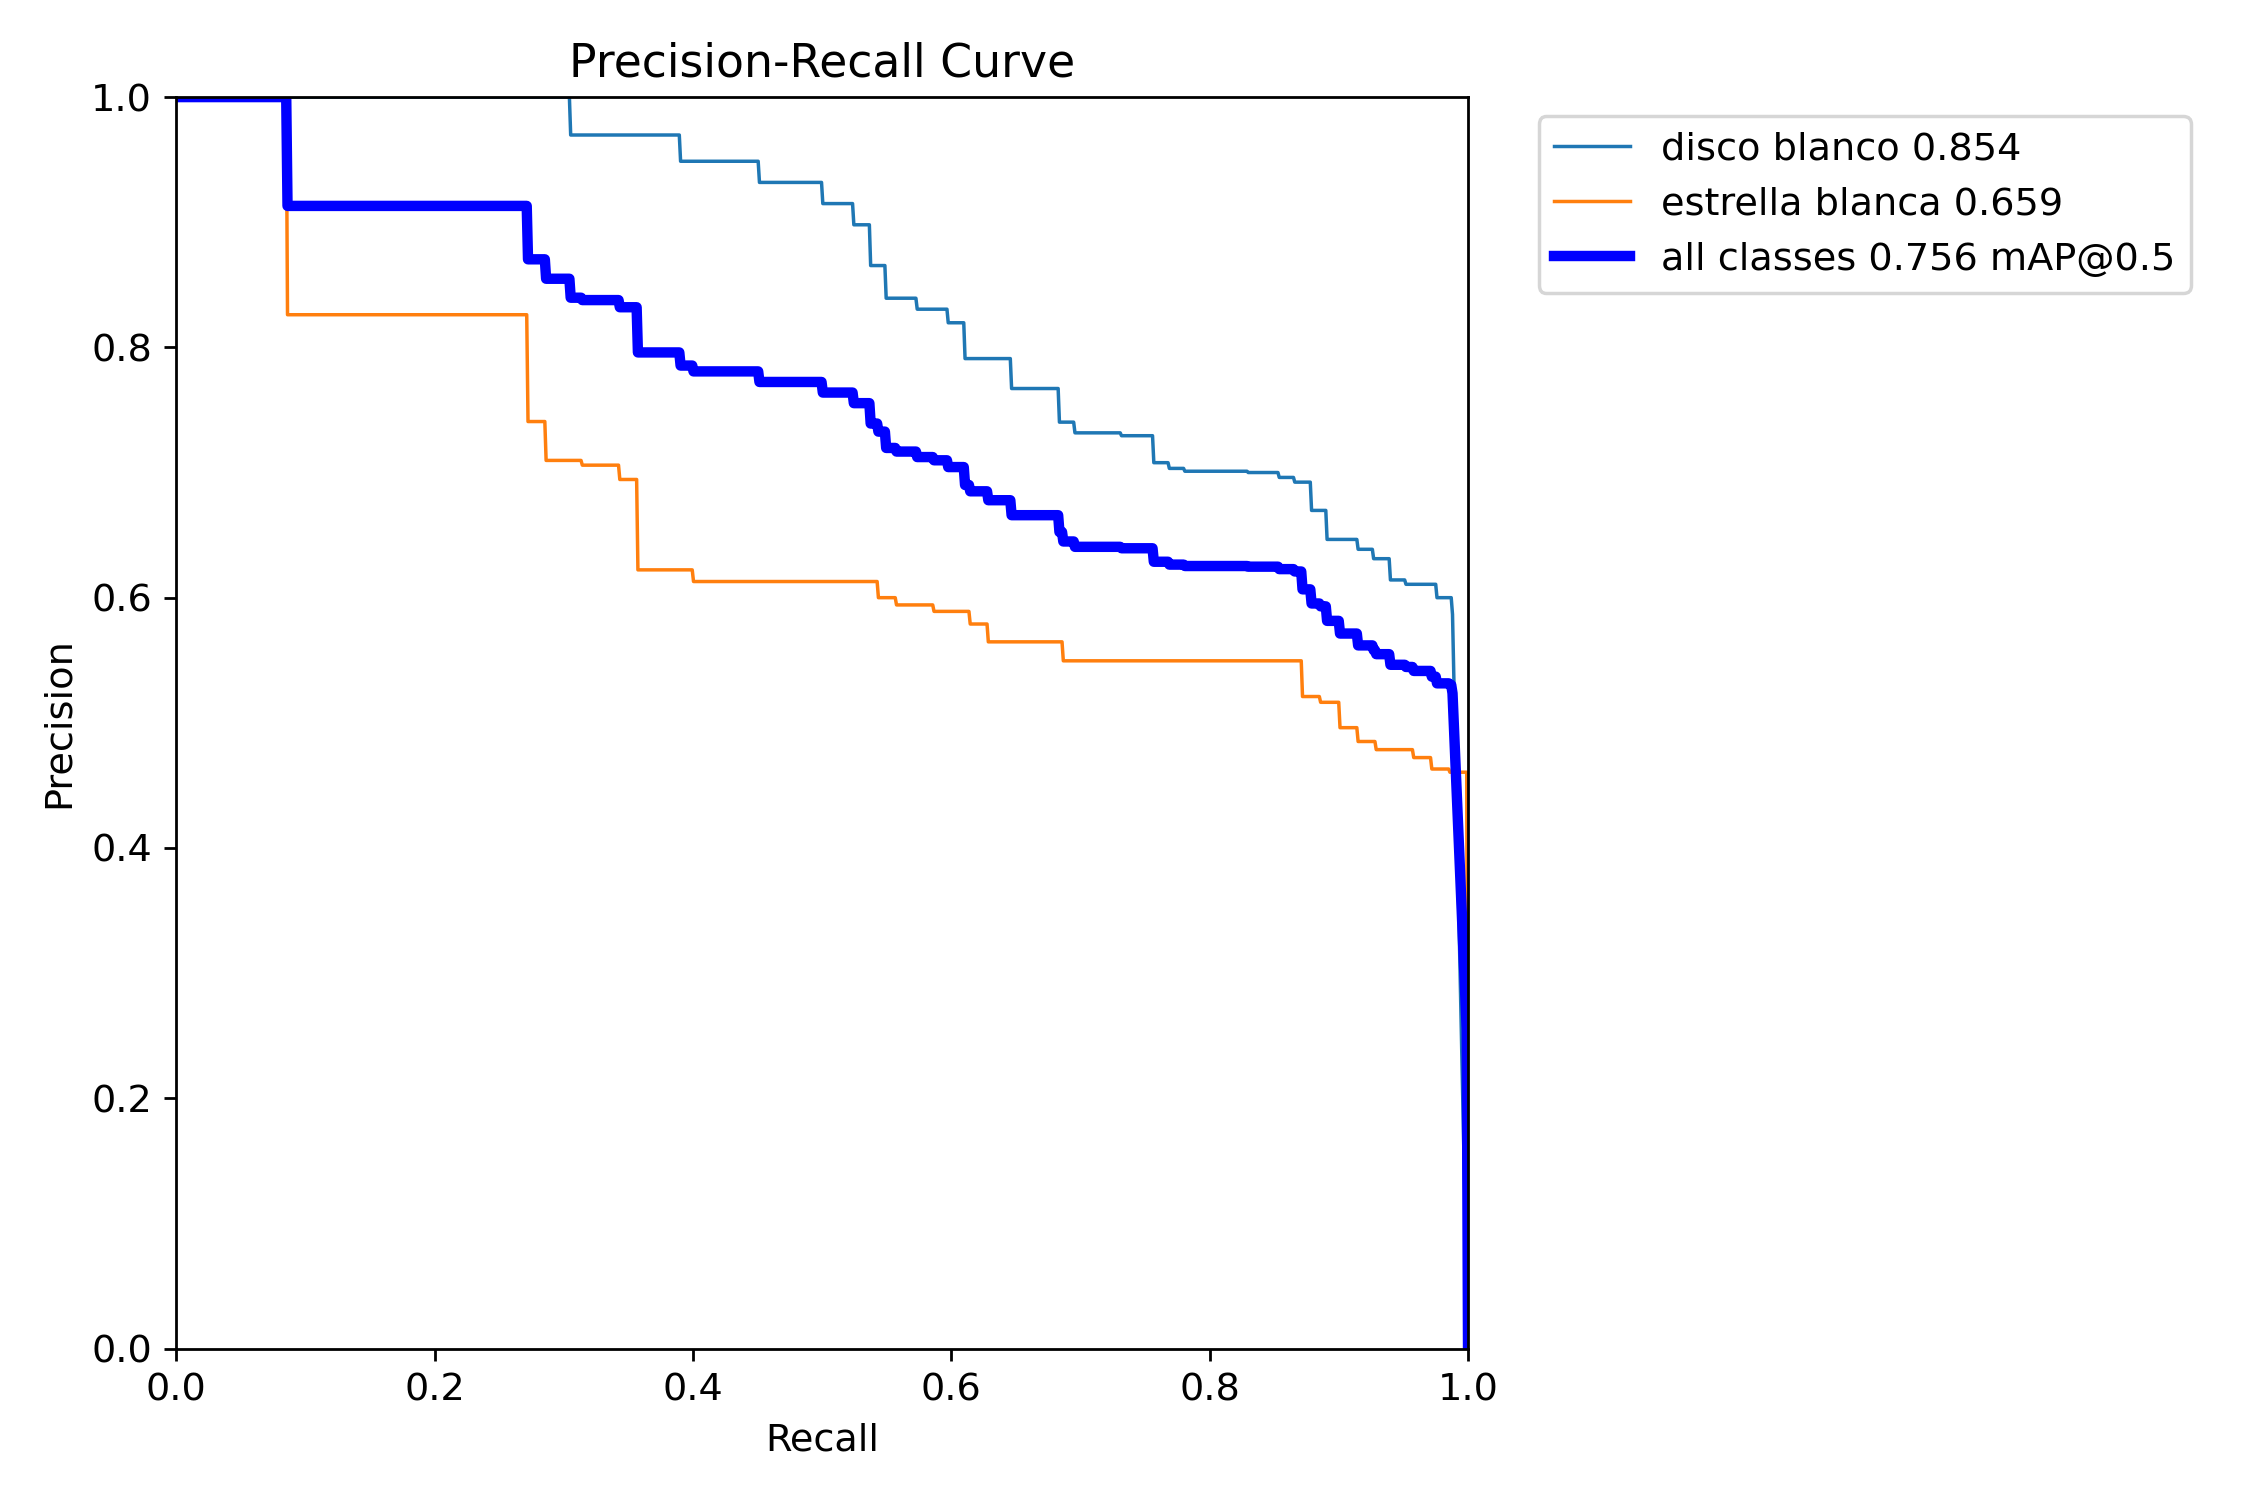 Precision-Recall Curve
1.0
0.8
0.6
0.4
0.2
0.0
Precision
0.0 0.2 0.4 0.6 0.8 1.0
Recall
disco blanco 0.854
estrella blanca 0.659
all classes 0.756 mAP@0.5